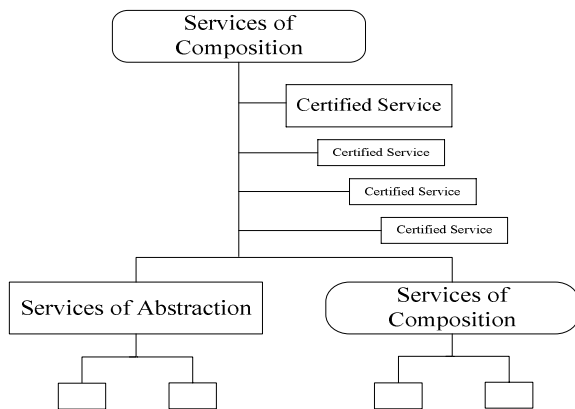 Services of
Composition
Certified Service
Certified Service
Certified Service
Certified Service
Services of Abstraction
Services of
Composition